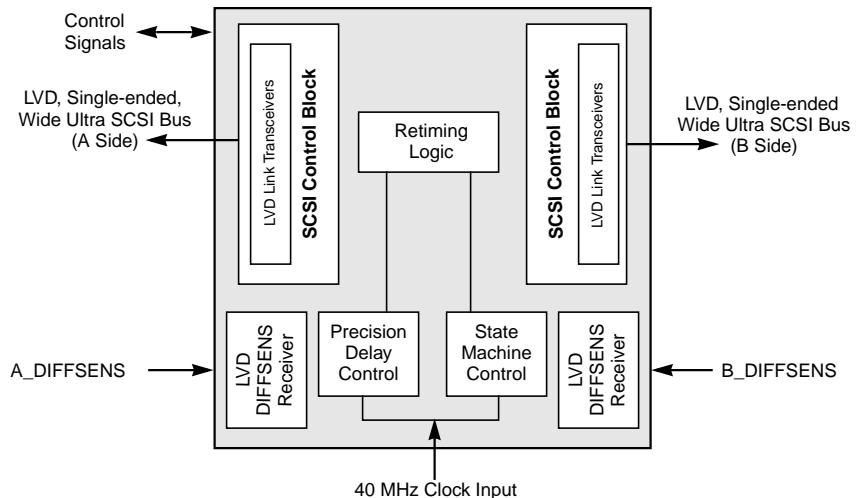 Control
Signals
LVD, Single-ended,
Wide Ultra SCSI Bus
(A Side)
LVD Link Transceivers
SCSI Control Block
Retiming
Logic
SCSI Control Block
LVD Link Transceivers
LVD, Single-ended
Wide Ultra SCSI Bus
(B Side)
A_DIFFSENS
LVD
DIFFSENS
Receiver
Precision
Delay
Control
State
Machine
Control
LVD
DIFFSENS
Receiver
B_DIFFSENS
40 MHz Clock Input